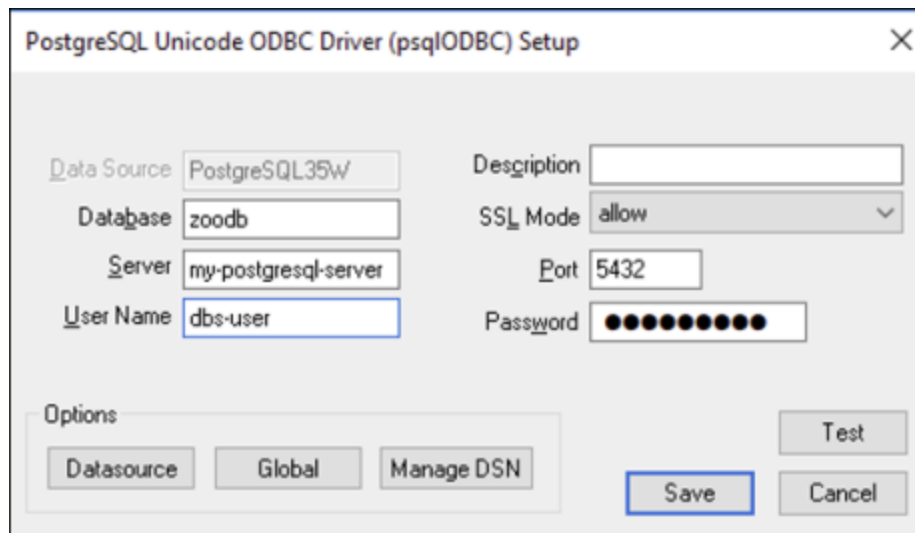 PostgreSQL Unicode ODBC Driver (psqlODBC) Setup
Data Source PostgreSQL35W
Description
Database zoodb
SSL Mode allow
Server my-postgresql-server
Port 5432
User Name dbs-user
Password ●●●●●●●●●
Options
Datasource Global Manage DSN
Test
Save Cancel